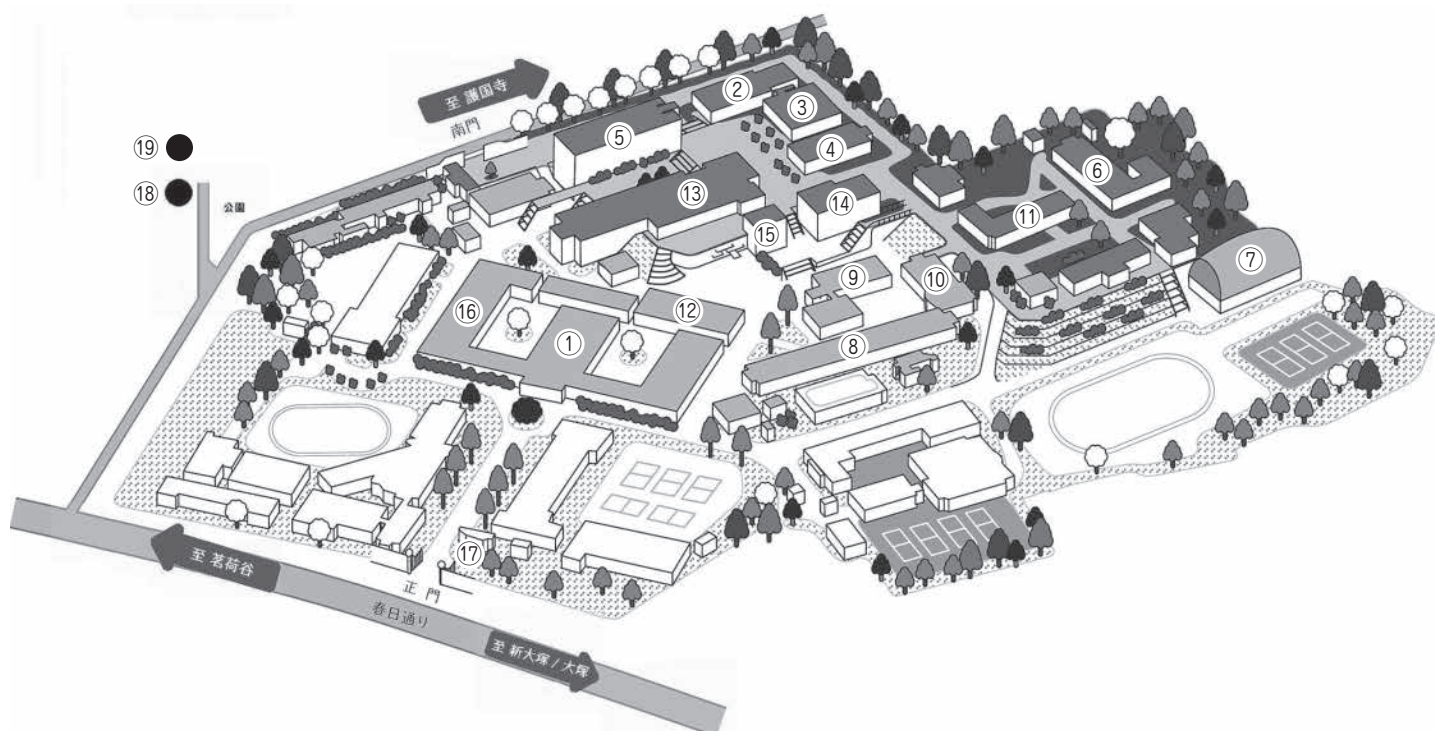 至 護国寺
南門
②
③
⑤
④
⑲
⑥
⑱
⑬
公園
⑭
⑪
⑮
⑦
⑨
⑩
⑯
⑫
①
⑧
⑰
至 茗荷谷
正門
春日通り
至 新大塚 / 大塚